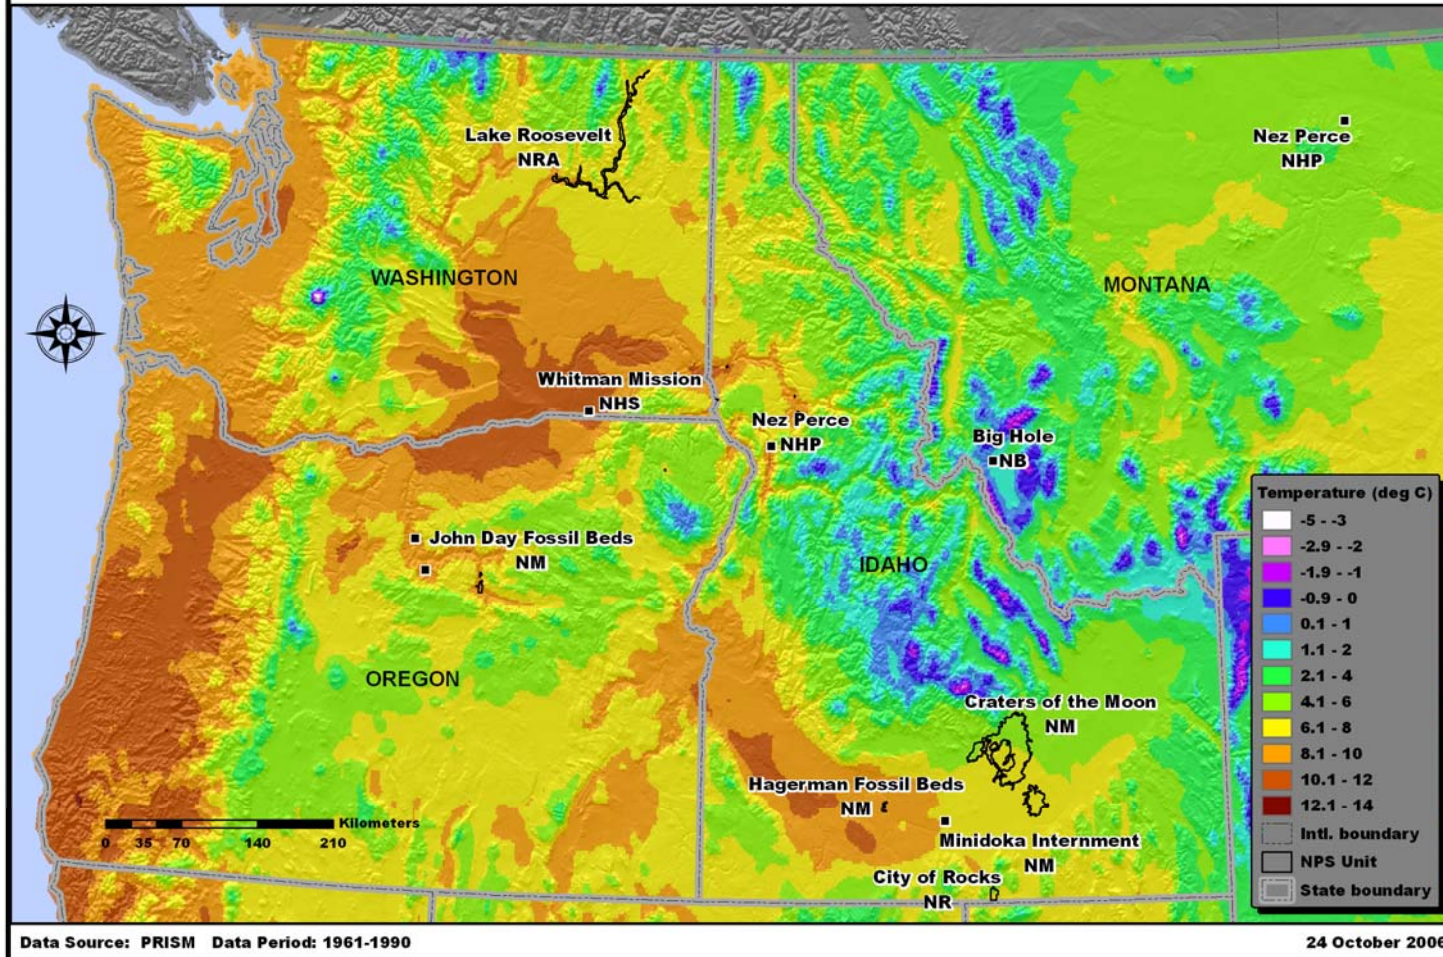 Lake Roosevelt
NRA
Nez Perce
NHP
WASHINGTON
MONTANA
Whitman Mission
NHS
Nez Perce
NHP
Big Hole
NB
John Day Fossil Beds
NM
IDAHO
OREGON
Craters of the Moon
NM
Hagerman Fossil Beds
NM
Minidoka Internment
NM
City of Rocks
NR
Kilometers
0 35 70 140 210
Temperature (deg C)
-5 - -3
-2.9 - -2
-1.9 - -1
-0.9 - 0
0.1 - 1
1.1 - 2
2.1 - 4
4.1 - 6
6.1 - 8
8.1 - 10
10.1 - 12
12.1 - 14
Intl. boundary
NPS Unit
State boundary
Data Source: PRISM Data Period: 1961-1990
24 October 2006